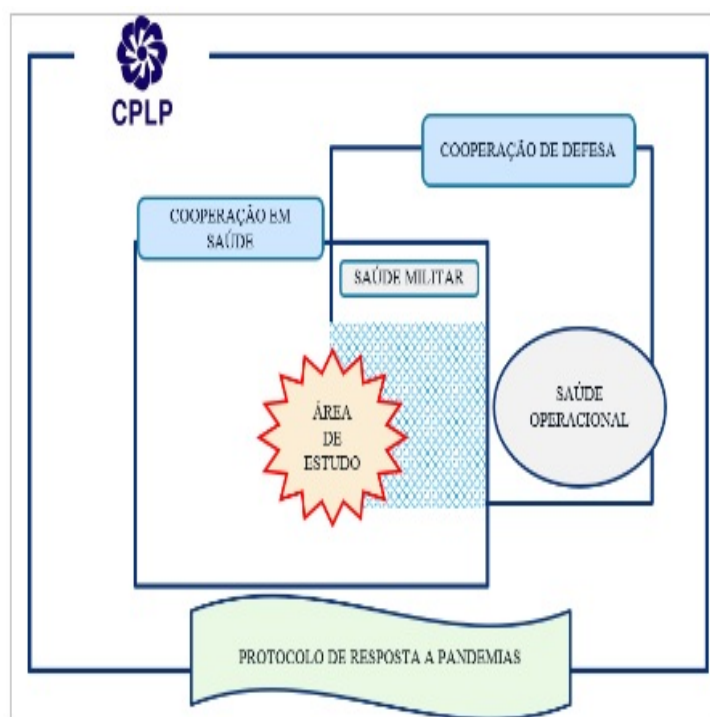 CPLP
COOPERAÇÃO DE DEFESA
COOPERAÇÃO EM
SAÚDE
SAÚDE MILITAR
ÁREA
DE
ESTUDO
SAÚDE
OPERACIONAL
PROTOCOLO DE RESPOSTA A PANDEMIAS